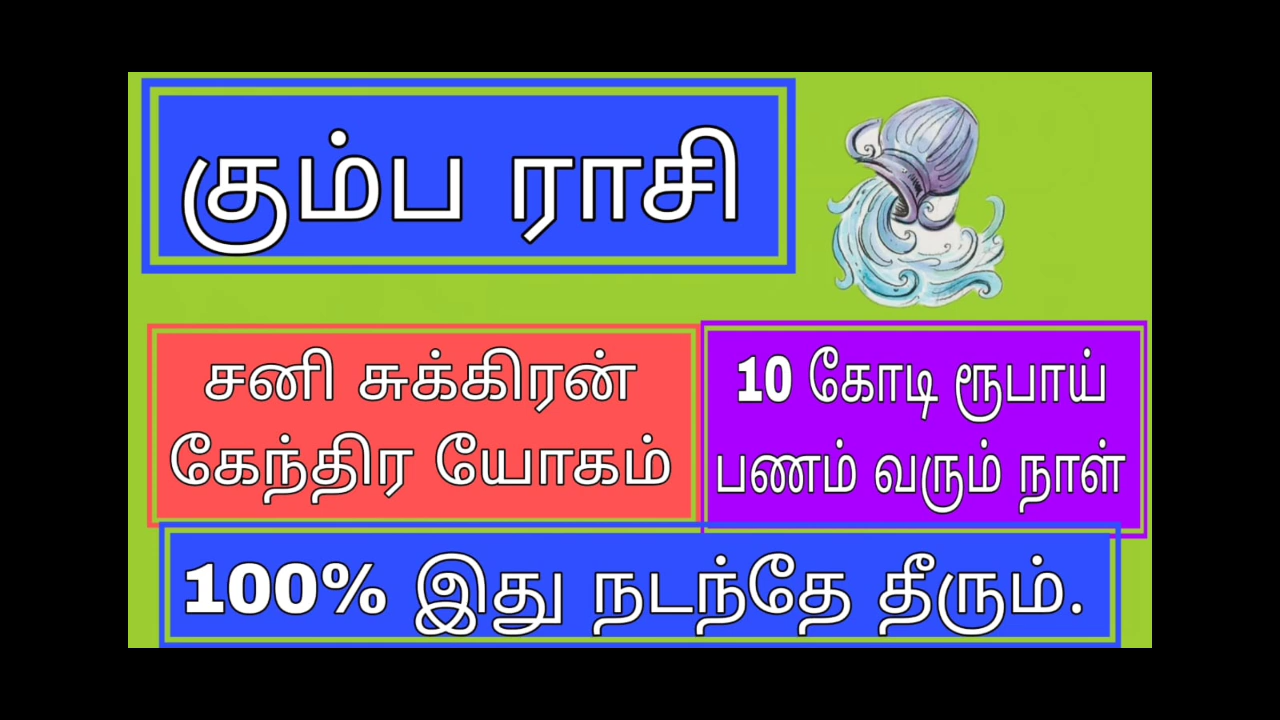 கும்ப ராசி
சனி சுக்கிரன்
கேந்திர யோகம்
10 கோடி ரூபாய்
பணம் வரும் நாள்
100% இது நடந்தே தீரும்.